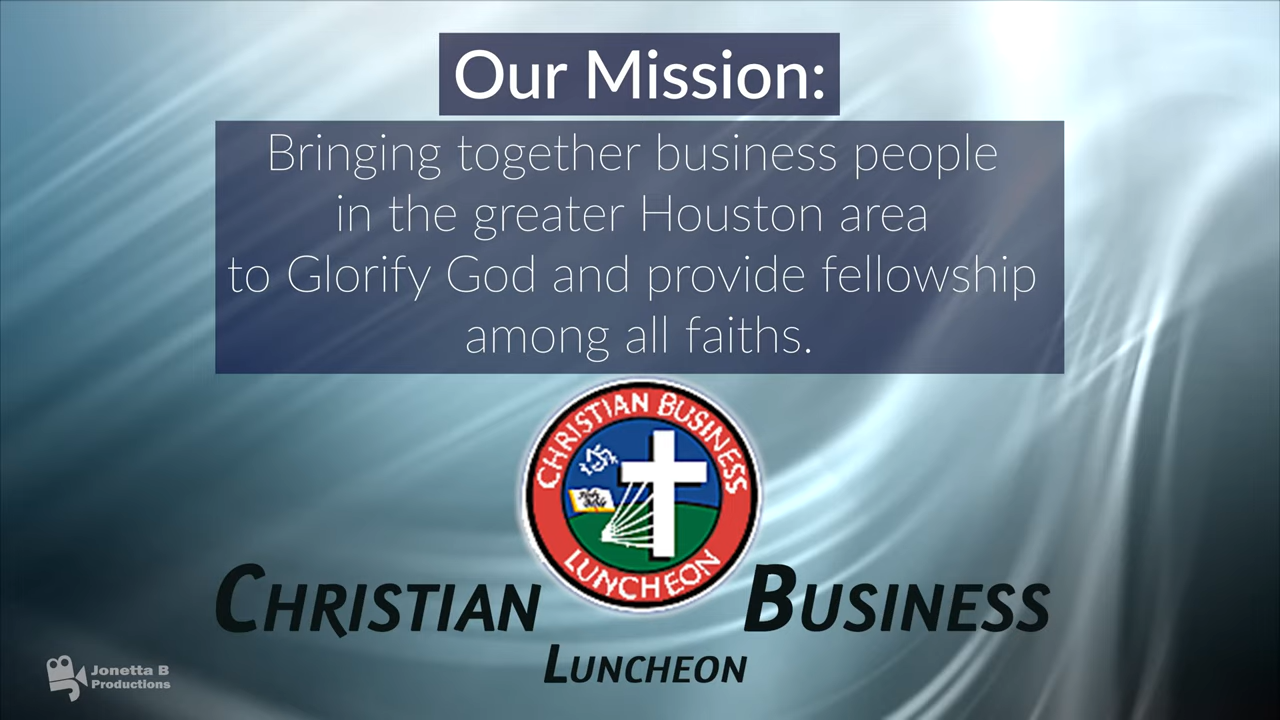 Our Mission:
Bringing together business people
in the greater Houston area
to Glorify God and provide fellowship
among all faiths.
CHRISTIAN BUSINESS
LUNCHEON
CHRISTIAN BUSINESS
LUNCHEON
Jonetta B
Productions